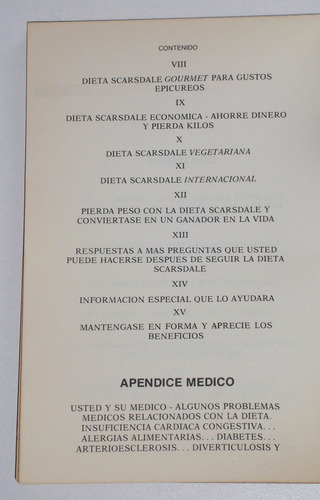 CONTENIDO
VIII
DIETA SCARSDALE GOURMET PARA GUSTOS
EPICUREOS
IX
DIETA SCARSDALE ECONOMICA - AHORRE DINERO
Y PIERDA KILOS
X
DIETA SCARSDALE VEGETARIANA
XI
DIETA SCARSDALE INTERNACIONAL
XII
PIERDA PESO CON LA DIETA SCARSDALE Y
CONVIERTASE EN UN GANADOR EN LA VIDA
XIII
RESPUESTAS A MAS PREGUNTAS QUE USTED
PUEDE HACERSE DESPUES DE SEGUIR LA DIETA
SCARSDALE
XIV
INFORMACION ESPECIAL QUE LO AYUDARA
XV
MANTENGASE EN FORMA Y APRECIE LOS
BENEFICIOS
APENDICE MEDICO
USTED Y SU MEDICO - ALGUNOS PROBLEMAS
MEDICOS RELACIONADOS CON LA DIETA.
INSUFICIENCIA CARDIACA CONGESTIVA...
ALERGIAS ALIMENTARIAS... DIABETES...
ARTERIOESCLEROSIS... DIVERTICULOSIS Y